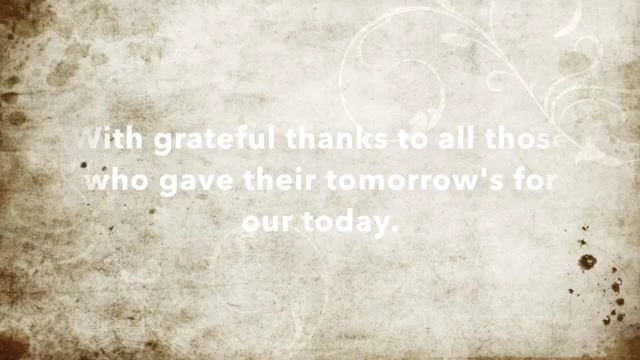 With grateful thanks to all those
who gave their tomorrow's for
our today.